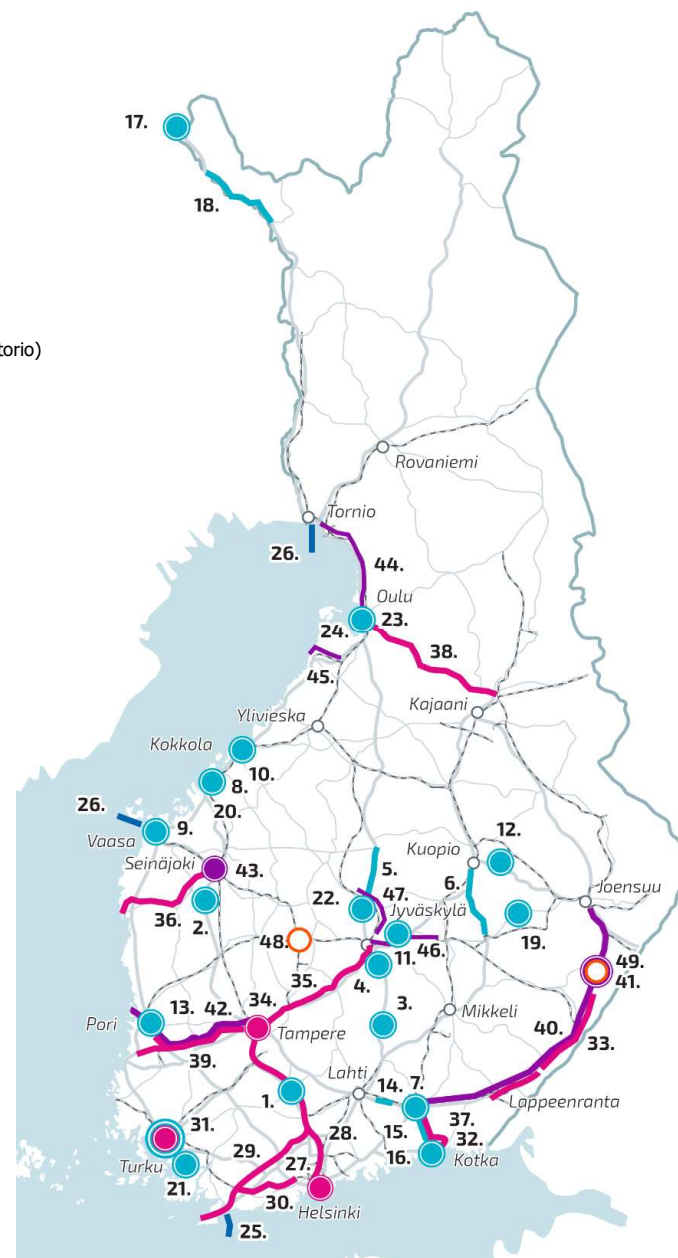 17.
18.
torio)
Rovaniemi
Tornio
26.
44.
Oulu
24.
23.
38.
45.
Kajaani
Ylivieska
Kokkola
10.
8.
26.
20.
9.
Vaasa
12.
Kuopio
Seinäjoki
43.
5.
6.
47.
Joensuu
36.
22.
Jyväskylä
2.
19.
48.
46.
11.
35.
4.
49.
41.
34.
3.
13.
42.
Mikkeli
40.
Pori
Tampere
33.
39.
Lahti
14.
7.
1.
Lappeenranta
31.
28.
15.
37.
29.
32.
27.
16.
Kotka
Turku
21.
30.
Helsinki
25.